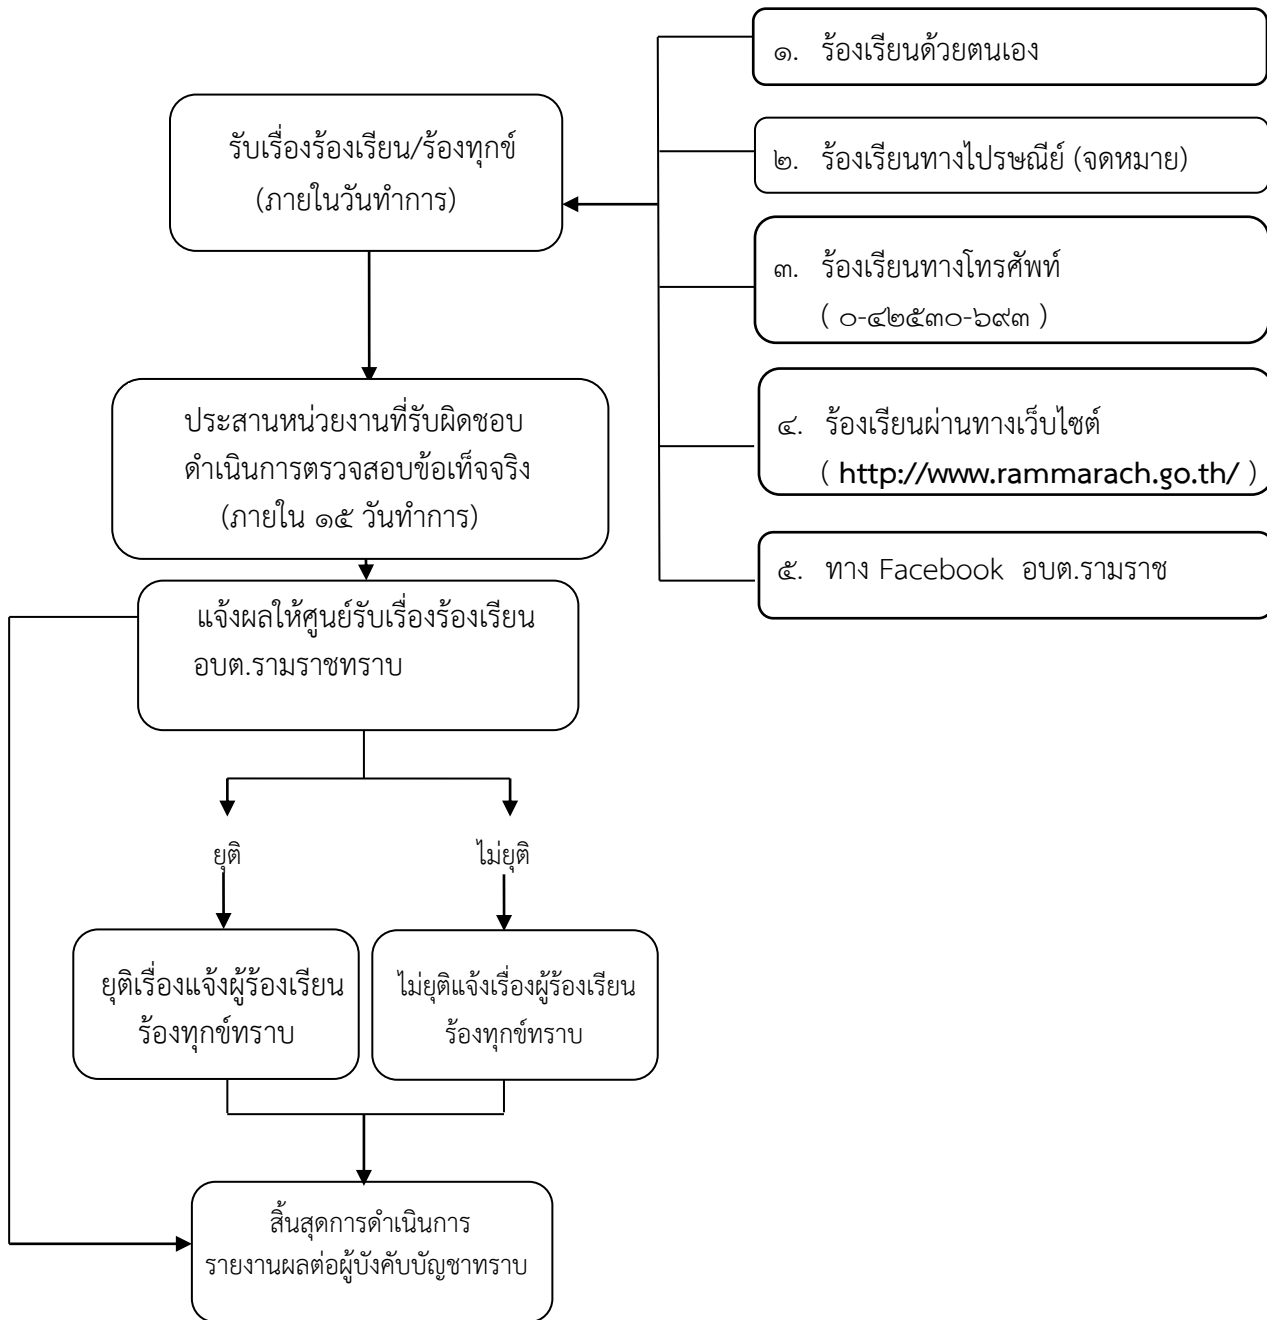 ๑. ร้องเรียนด้วยตนเอง
รับเรื่องร้องเรียน/ร้องทุกข์
(ภายในวันทำการ)
๒. ร้องเรียนทางไปรษณีย์ (จดหมาย)
๓. ร้องเรียนทางโทรศัพท์
( ๐-๔๒๕๓๐-๖๙๓ )
ประสานหน่วยงานที่รับผิดชอบ
ดำเนินการตรวจสอบข้อเท็จจริง
(ภายใน ๑๕ วันทำการ)
๔. ร้องเรียนผ่านทางเว็บไซต์
( http://www.rammarach.go.th/ )
๕. ทาง Facebook อบต.รามราช
แจ้งผลให้ศูนย์รับเรื่องร้องเรียน
อบต.รามราชทราบ
ยุติ
ไม่ยุติ
ยุติเรื่องแจ้งผู้ร้องเรียน
ร้องทุกข์ทราบ
ไม่ยุติแจ้งเรื่องผู้ร้องเรียน
ร้องทุกข์ทราบ
สิ้นสุดการดำเนินการ
รายงานผลต่อผู้บังคับบัญชาทราบ